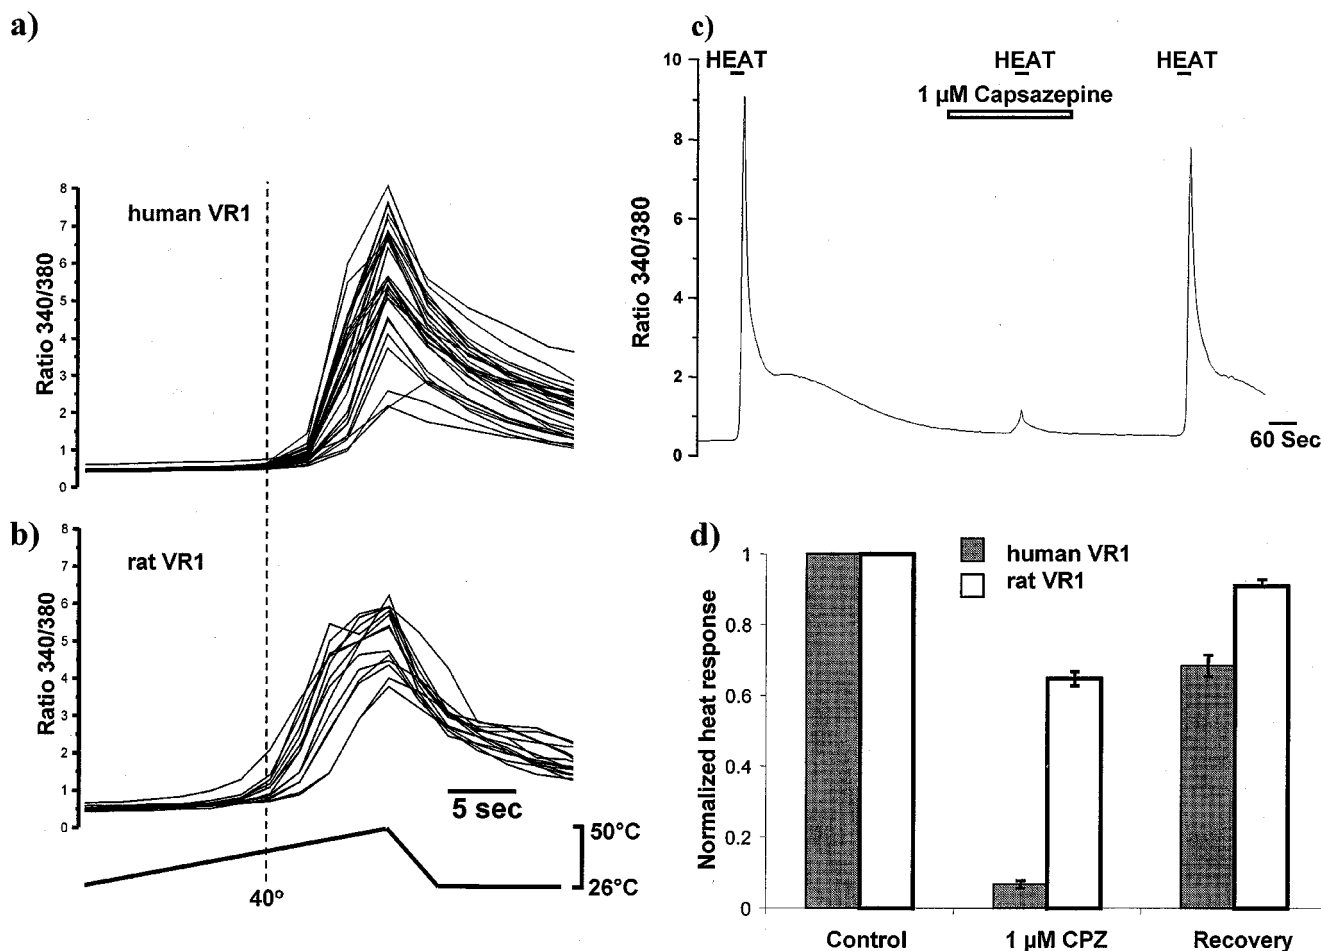 a)
human VR1
Ratio 340/380
8
7
6
5
4
3
2
1
0
b)
rat VR1
Ratio 340/380
8
7
6
5
4
3
2
1
0
5 sec
50°C
26°C
40°
c)
HEAT
HEAT
HEAT
1 µM Capsazepine
Ratio 340/380
10
8
6
4
2
0
60 Sec
d)
human VR1
rat VR1
Normalized heat response
1
0.8
0.6
0.4
0.2
0
Control
1 µM CPZ
Recovery